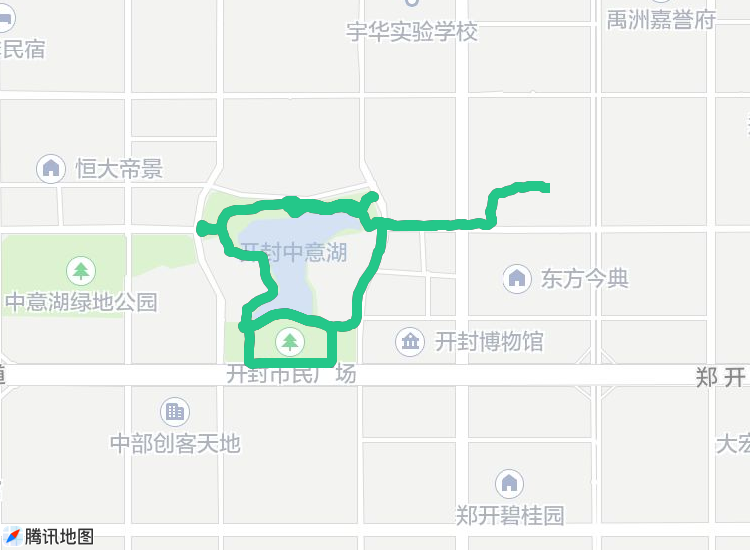 宇华实验学校
禹洲嘉誉府
民宿
恒大帝景
开封中意湖
东方今典
中意湖绿地公园
开封博物馆
开封市民广场
郑开
中部创客天地
大宏
郑开碧桂园
腾讯地图